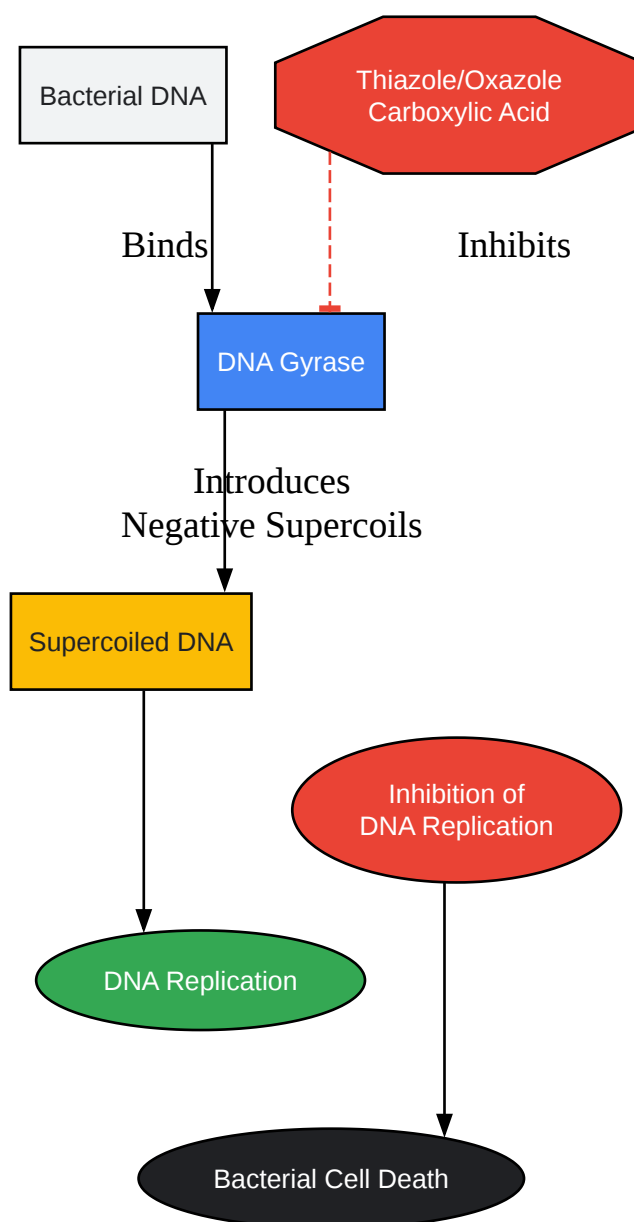 Bacterial DNA
Thiazole/Oxazole
Carboxylic Acid
Binds
Inhibits
DNA Gyrase
Introduces
Negative Supercoils
Supercoiled DNA
Inhibition of
DNA Replication
DNA Replication
Bacterial Cell Death